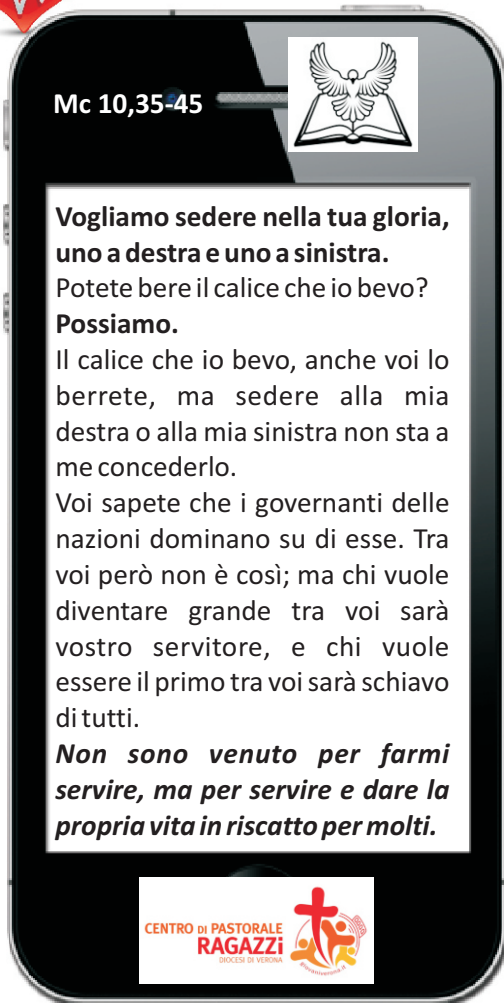 Mc 10,35-45
Vogliamo sedere nella tua gloria,
uno a destra e uno a sinistra.
Potete bere il calice che io bevo?
Possiamo.
Il calice che io bevo, anche voi lo
berrete, ma sedere alla mia
destra o alla mia sinistra non sta a
me concederlo.
Voi sapete che i governanti delle
nazioni dominano su di esse. Tra
voi però non è così; ma chi vuole
diventare grande tra voi sarà
vostro servitore, e chi vuole
essere il primo tra voi sarà schiavo
di tutti.
Non sono venuto per farmi
servire, ma per servire e dare la
propria vita in riscatto per molti.
CENTRO DI PASTORALE
RAGAZZi
DIOCESI DI VERONA
giovaniverona.it